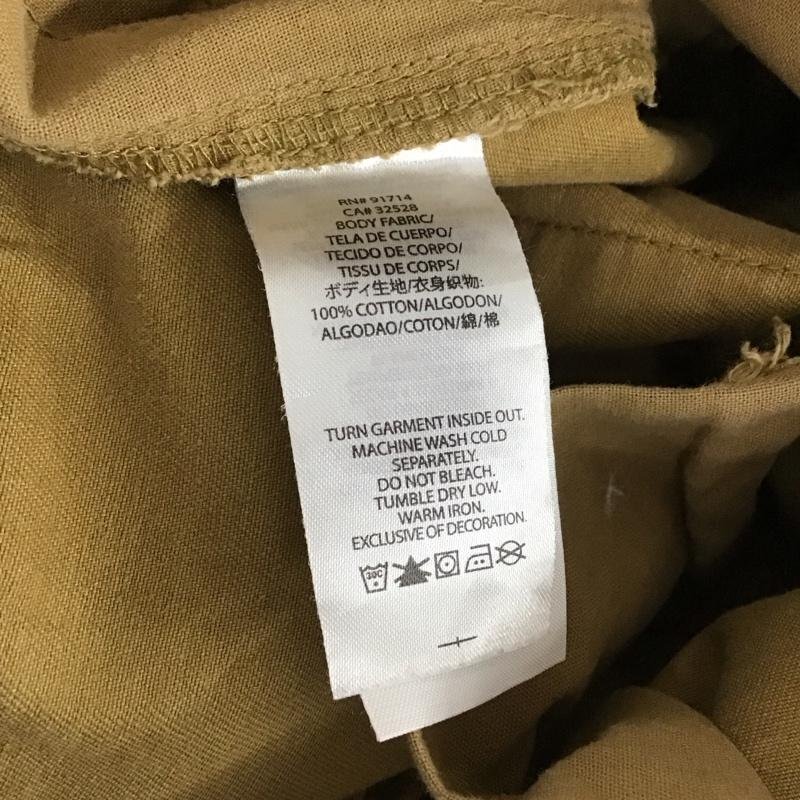 RN# 91714
CA# 32528
BODY FABRIC/
TELA DE CUERPO/
TECIDO DE CORPO/
TISSU DE CORPS/
ボディ生地/衣身织物:
100% COTTON/ALGODON/
ALGODAO/COTON/綿/棉
TURN GARMENT INSIDE OUT.
MACHINE WASH COLD
SEPARATELY.
DO NOT BLEACH.
TUMBLE DRY LOW.
WARM IRON.
EXCLUSIVE OF DECORATION.
30C